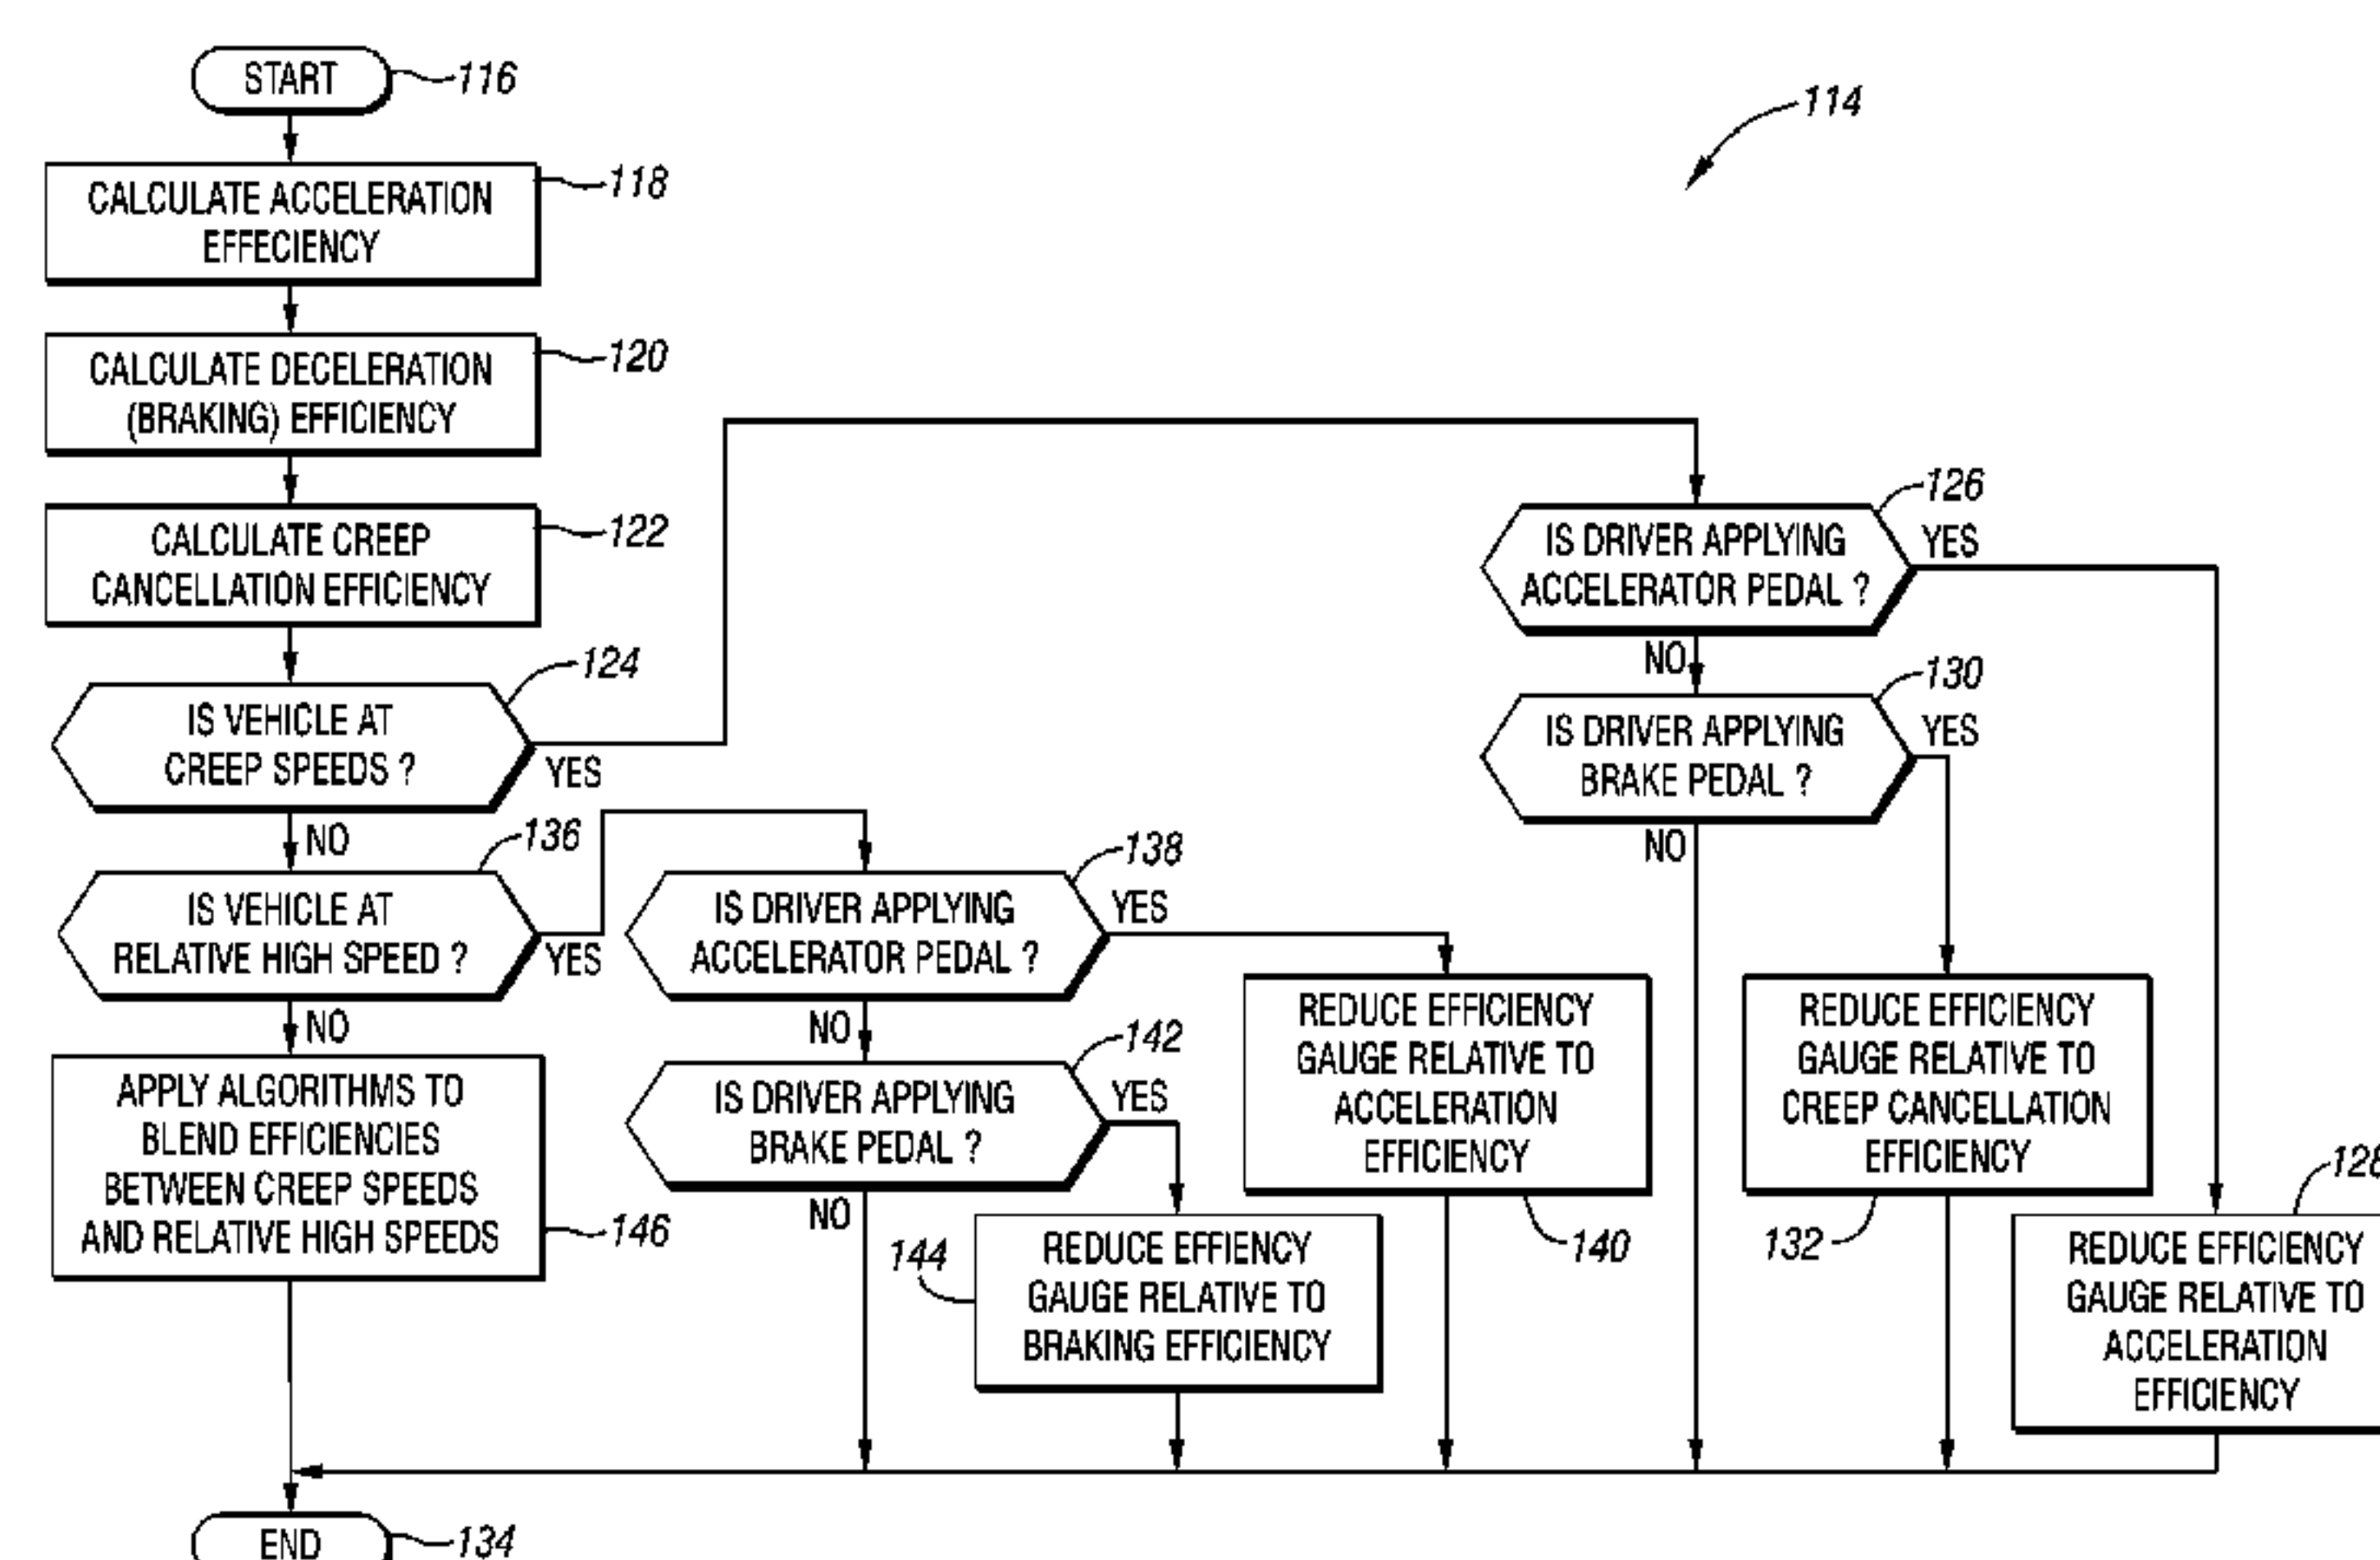 START
116
114
CALCULATE ACCELERATION
EFFECIENCY
118
CALCULATE DECELERATION
(BRAKING) EFFICIENCY
120
CALCULATE CREEP
CANCELLATION EFFICIENCY
122
IS VEHICLE AT
CREEP SPEEDS ?
124
YES
NO
IS DRIVER APPLYING
ACCELERATOR PEDAL ?
126
YES
NO
IS DRIVER APPLYING
BRAKE PEDAL ?
130
YES
NO
IS VEHICLE AT
RELATIVE HIGH SPEED ?
136
YES
NO
IS DRIVER APPLYING
ACCELERATOR PEDAL ?
138
YES
NO
IS DRIVER APPLYING
BRAKE PEDAL ?
142
YES
NO
APPLY ALGORITHMS TO
BLEND EFFICIENCIES
BETWEEN CREEP SPEEDS
AND RELATIVE HIGH SPEEDS
146
144
REDUCE EFFIENCY
GAUGE RELATIVE TO
BRAKING EFFICIENCY
REDUCE EFFICIENCY
GAUGE RELATIVE TO
ACCELERATION
EFFICIENCY
140
REDUCE EFFICIENCY
GAUGE RELATIVE TO
CREEP CANCELLATION
EFFICIENCY
132
128
REDUCE EFFICIENCY
GAUGE RELATIVE TO
ACCELERATION
EFFICIENCY
END
134